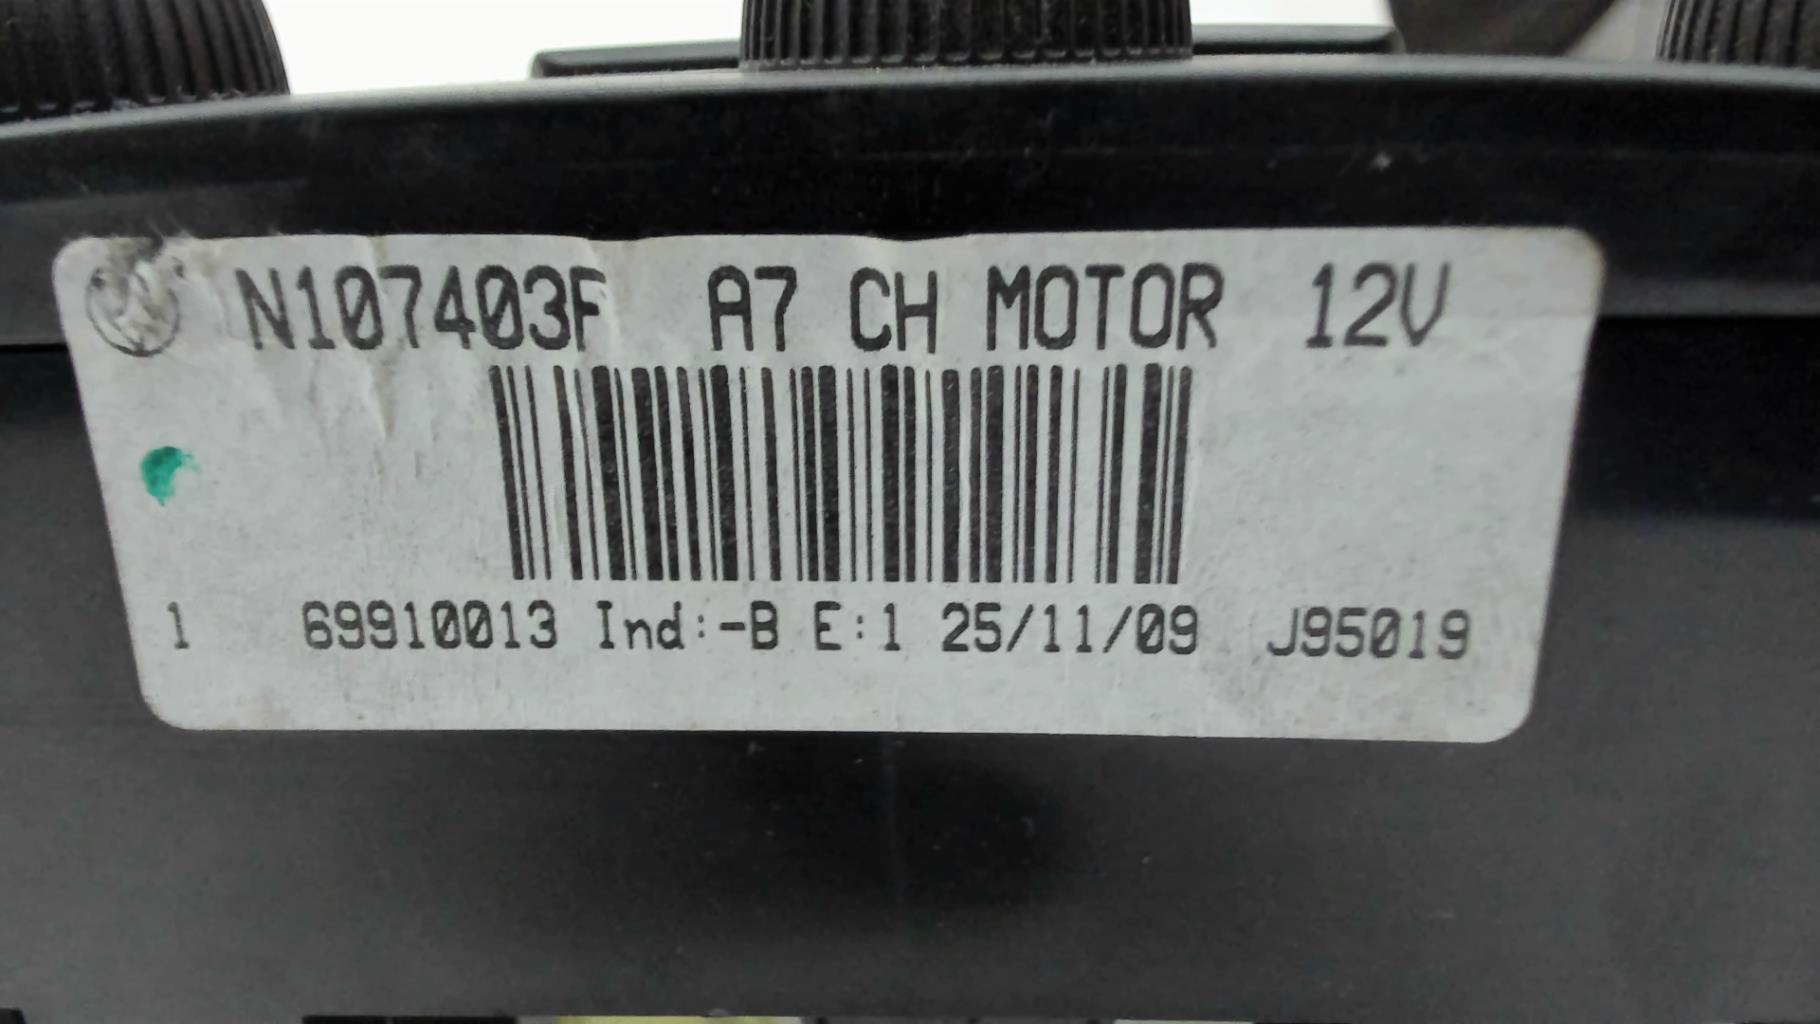 N107403F A7 CH MOTOR 12V
1 69910013 Ind:-B E:1 25/11/09 J95019